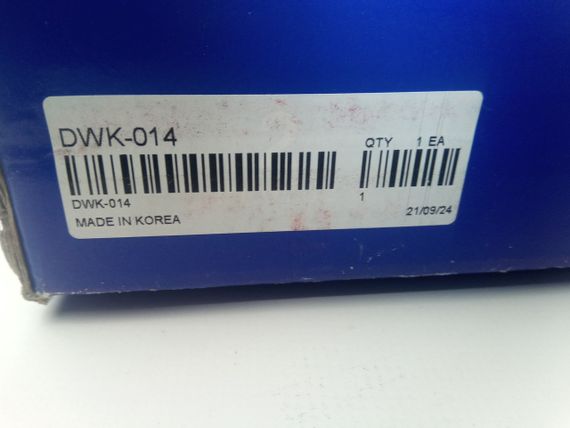 DWK-014
QTY 1 EA
DWK-014
1
MADE IN KOREA
21/09/24